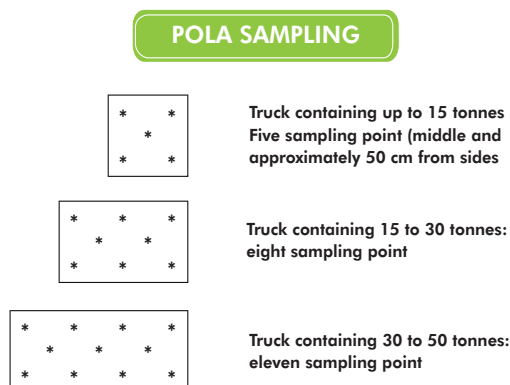 POLA SAMPLING
Truck containing up to 15 tonnes
Five sampling point (middle and
approximately 50 cm from sides
Truck containing 15 to 30 tonnes:
eight sampling point
Truck containing 30 to 50 tonnes:
eleven sampling point